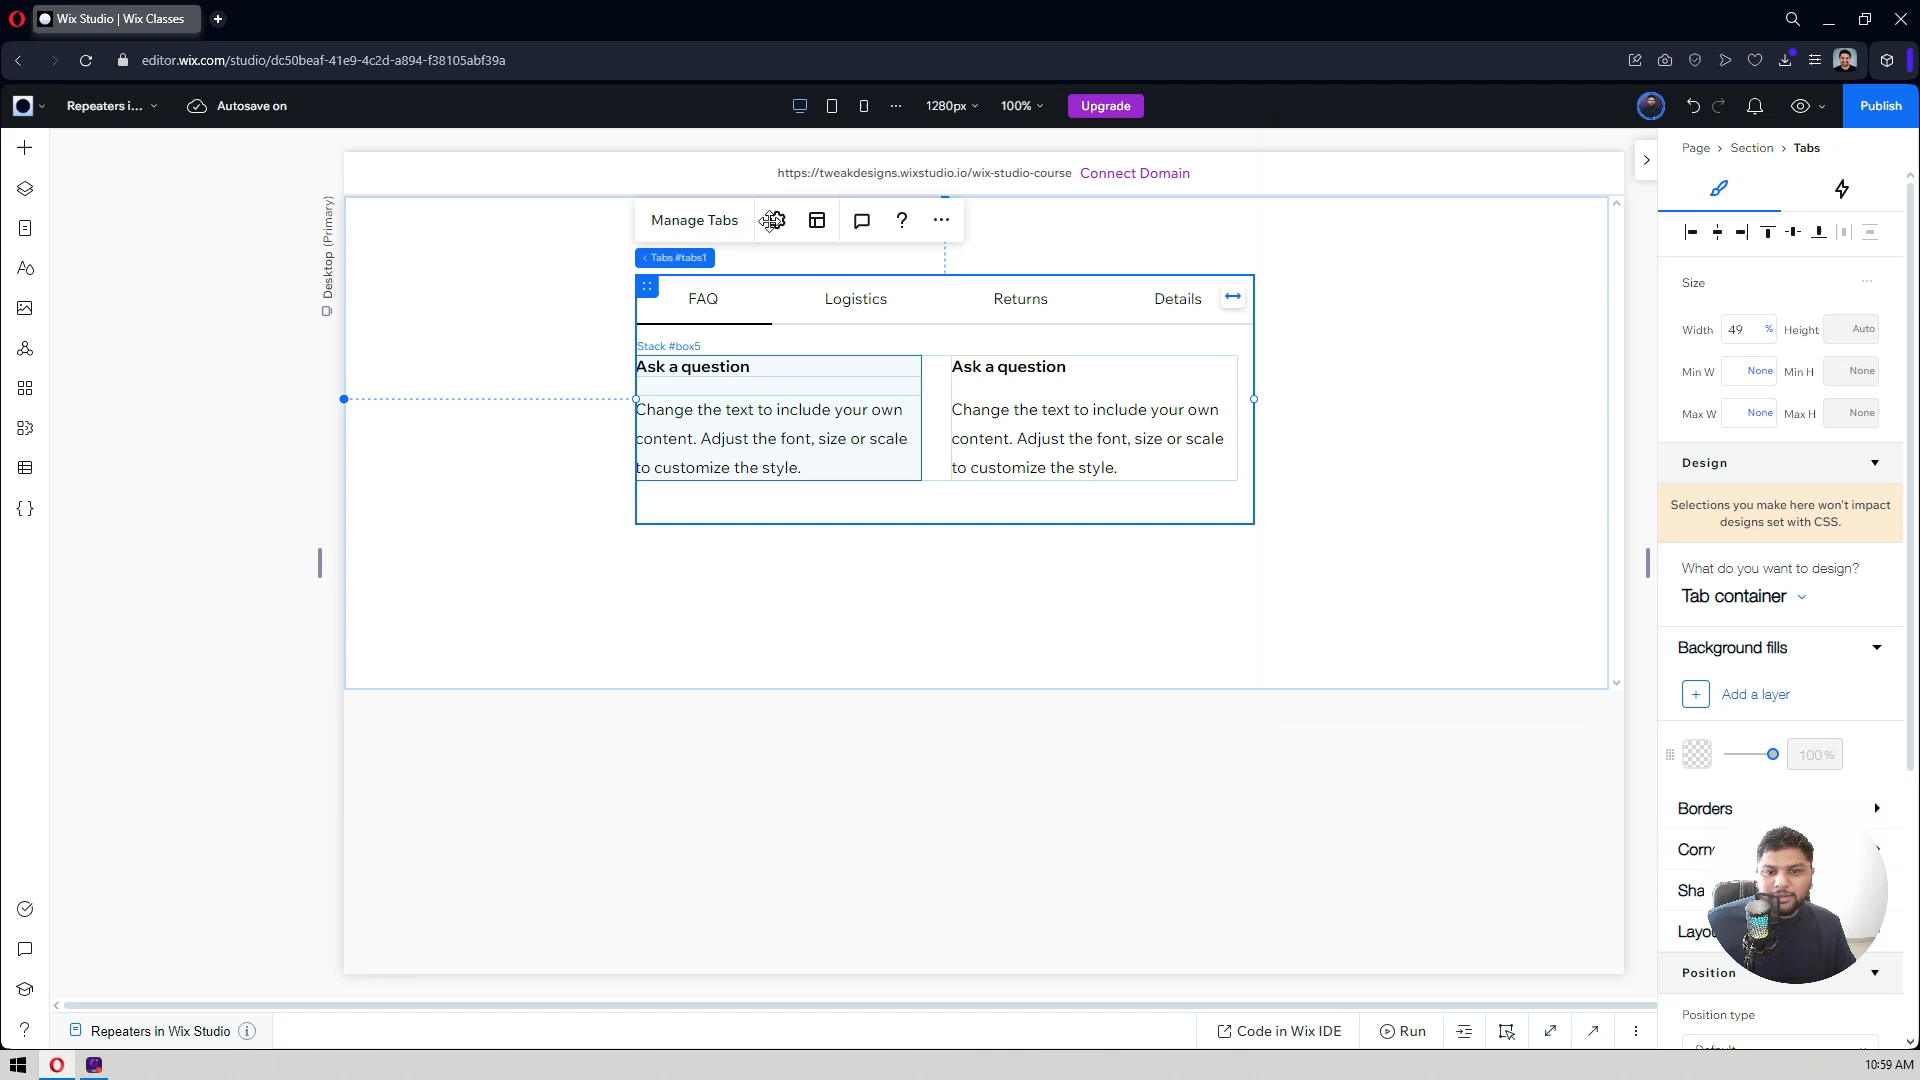 Wix Studio | Wix Classes
editor.wix.com/studio/dc50beaf-41e9-4c2d-a894-f38105abf39a
Repeaters i...
Autosave on
1280px
100%
Upgrade
Publish
https://tweakdesigns.wixstudio.io/wix-studio-course Connect Domain
Desktop (Primary)
Manage Tabs
Tabs #tabs1
FAQ
Logistics
Returns
Details
Stack #box5
Ask a question
Change the text to include your own
content. Adjust the font, size or scale
to customize the style.
Ask a question
Change the text to include your own
content. Adjust the font, size or scale
to customize the style.
Page > Section > Tabs
Size
Width 49 % Height Auto
Min W None Min H None
Max W None Max H None
Design
Selections you make here won't impact
designs set with CSS.
What do you want to design?
Tab container
Background fills
+ Add a layer
100 %
Borders
Corn
Sha
Layou
Position
Position type
Default
Repeaters in Wix Studio
Code in Wix IDE
Run
10:59 AM